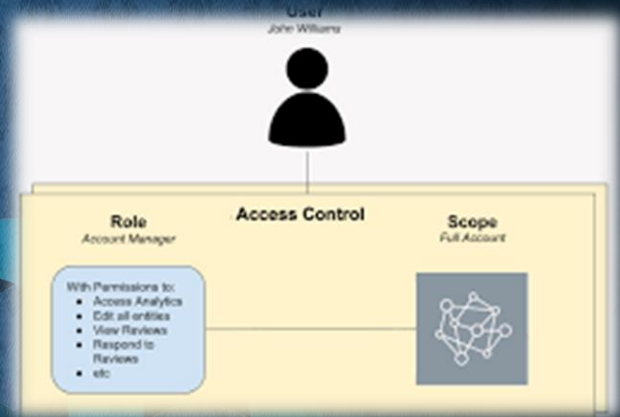 User
John Williams
Access Control
Role
Account Manager
Scope
Full Account
With Permissions to:
• Access Analytics
• Edit all entities
• View Reviews
• Respond to
Reviews
• etc